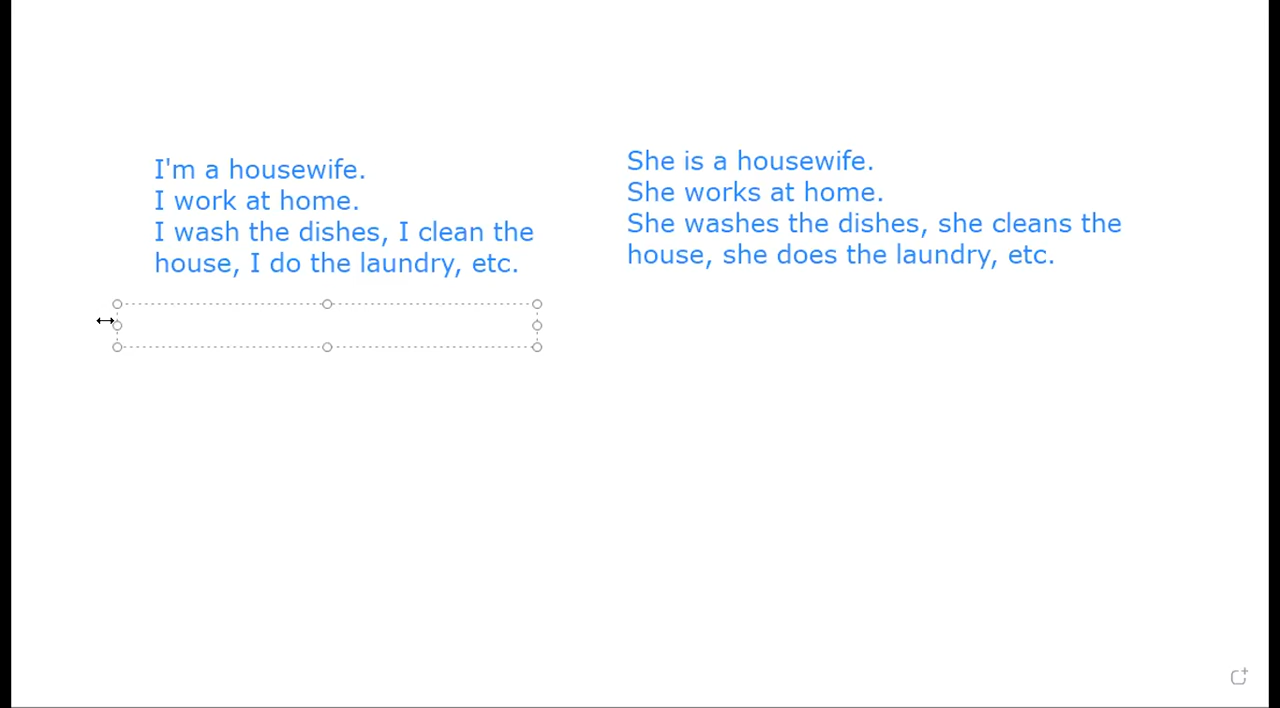 I'm a housewife.
I work at home.
I wash the dishes, I clean the
house, I do the laundry, etc.
She is a housewife.
She works at home.
She washes the dishes, she cleans the
house, she does the laundry, etc.